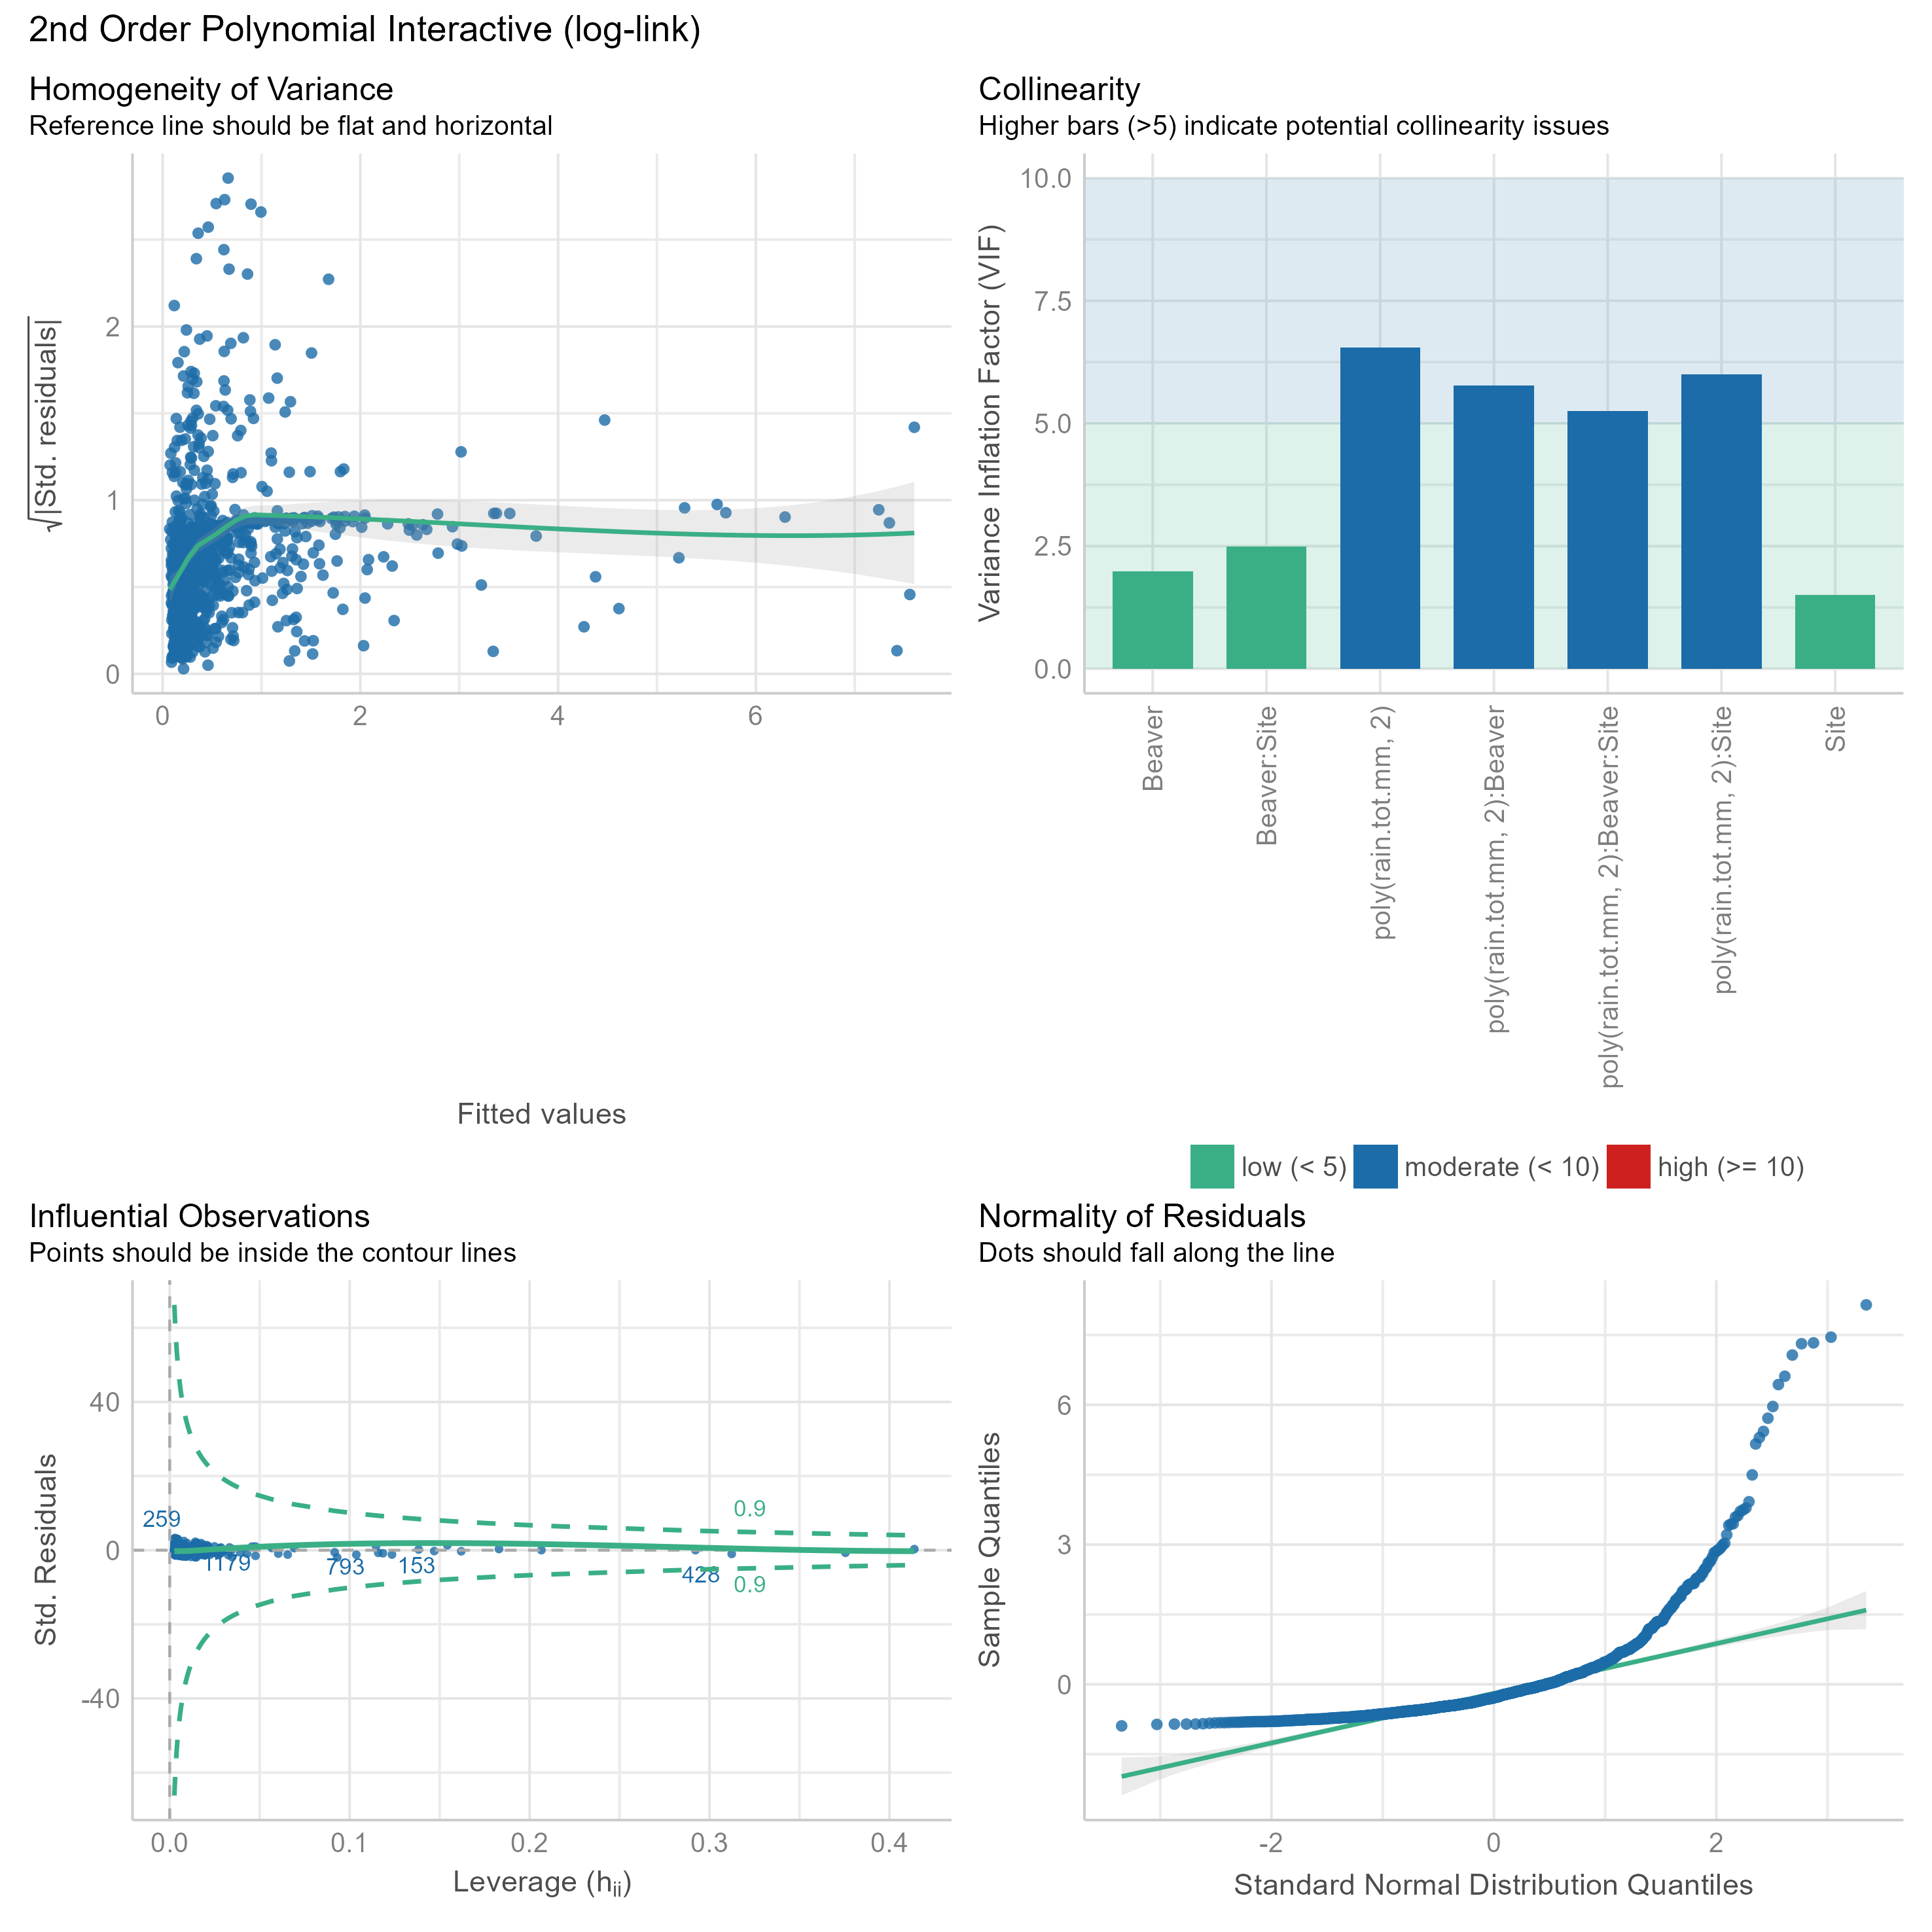 2nd Order Polynomial Interactive (log-link)
Homogeneity of Variance
Reference line should be flat and horizontal
√|Std. residuals|
2
1
0
0
2
4
6
Fitted values
Collinearity
Higher bars (>5) indicate potential collinearity issues
Variance Inflation Factor (VIF)
10.0
7.5
5.0
2.5
0.0
Beaver
Beaver:Site
poly(rain.tot.mm, 2)
poly(rain.tot.mm, 2):Beaver
poly(rain.tot.mm, 2):Beaver:Site
poly(rain.tot.mm, 2):Site
Site
low (< 5)
moderate (< 10)
high (>= 10)
Influential Observations
Points should be inside the contour lines
Std. Residuals
40
0
-40
259
1179
793
153
428
0.9
0.9
0.0
0.1
0.2
0.3
0.4
Leverage (hii)
Normality of Residuals
Dots should fall along the line
Sample Quantiles
6
3
0
-2
0
2
Standard Normal Distribution Quantiles